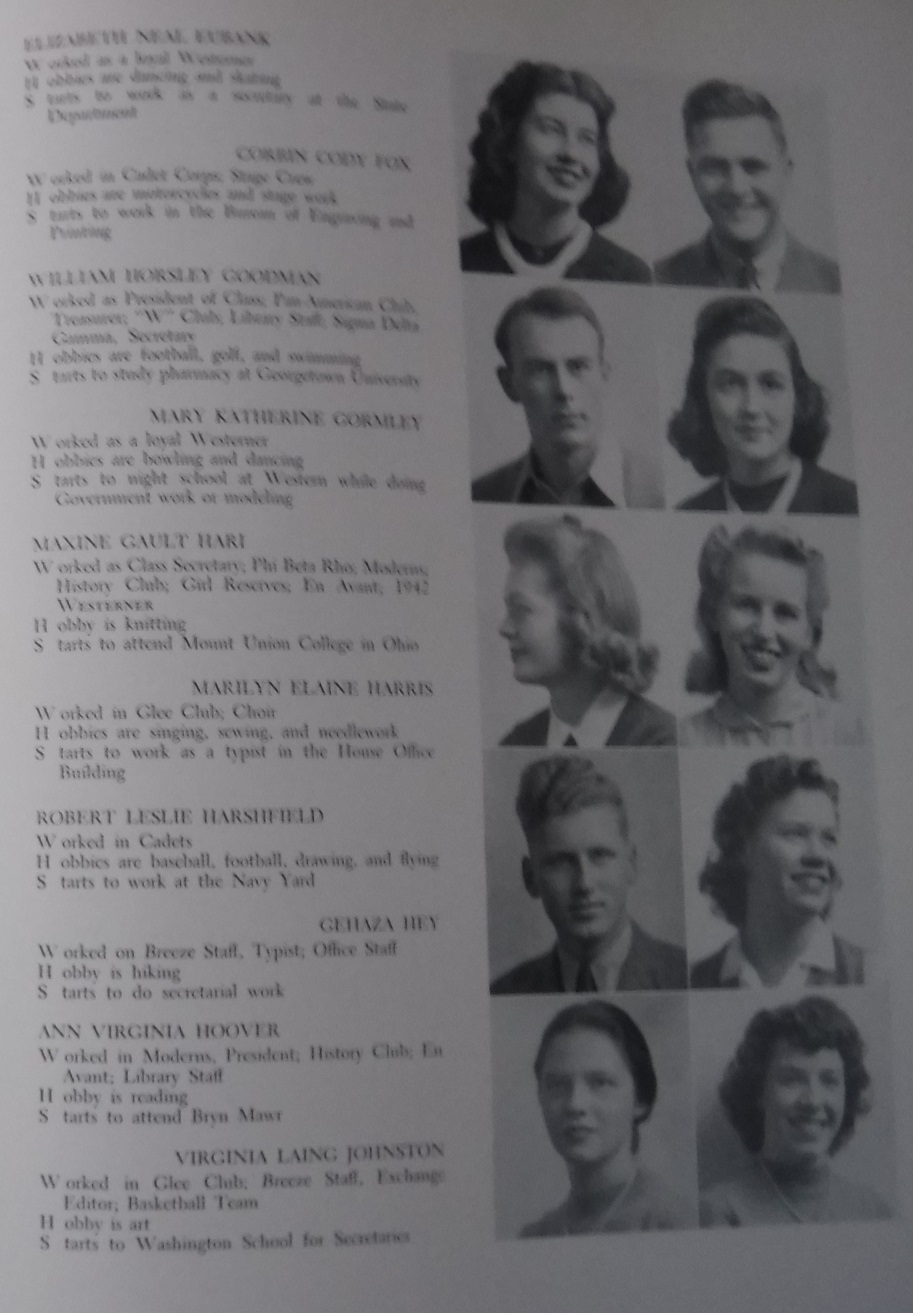 ELIZABETH NEAL EUBANK
W orked as a loyal Westerner
H obbies are dancing and skating
S tarts to work as a secretary at the State
Department
CORBIN CODY FOX
W orked in Cadet Corps; Stage Crew
H obbies are motorcycles and stage work
S tarts to work in the Bureau of Engraving and
Printing
WILLIAM HORSLEY GOODMAN
W orked as President of Class; Pan-American Club,
Treasurer; "W" Club; Library Staff; Sigma Delta
Gamma, Secretary
H obbies are football, golf, and swimming
S tarts to study pharmacy at Georgetown University
MARY KATHERINE GORMLEY
W orked as a loyal Westerner
H obbies are bowling and dancing
S tarts to night school at Western while doing
Government work or modeling
MAXINE GAULT HARI
W orked as Class Secretary; Phi Beta Rho; Moderns,
History Club; Girl Reserves; En Avant; 1942
WESTERNER
H obby is knitting
S tarts to attend Mount Union College in Ohio
MARILYN ELAINE HARRIS
W orked in Glee Club; Choir
H obbies are singing, sewing, and needlework
S tarts to work as a typist in the House Office
Building
ROBERT LESLIE HARSHFIELD
W orked in Cadets
H obbies are baseball, football, drawing, and flying
S tarts to work at the Navy Yard
GEHAZA HEY
W orked on Breeze Staff, Typist; Office Staff
H obby is hiking
S tarts to do secretarial work
ANN VIRGINIA HOOVER
W orked in Moderns, President; History Club; En
Avant; Library Staff
H obby is reading
S tarts to attend Bryn Mawr
VIRGINIA LAING JOHNSTON
W orked in Glee Club; Breeze Staff, Exchange
Editor; Basketball Team
H obby is art
S tarts to Washington School for Secretaries